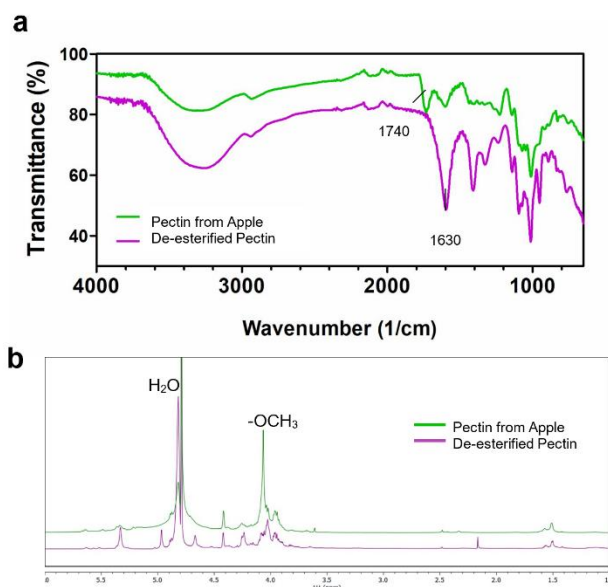 a
100
80
60
40
Transmittance (%)
1740
1630
Pectin from Apple
De-esterified Pectin
4000 3000 2000 1000
Wavenumber (1/cm)
b
H₂O
-OCH₃
Pectin from Apple
De-esterified Pectin
5.5 5.0 4.5 4.0 3.5 3.0 2.5 2.0 1.5